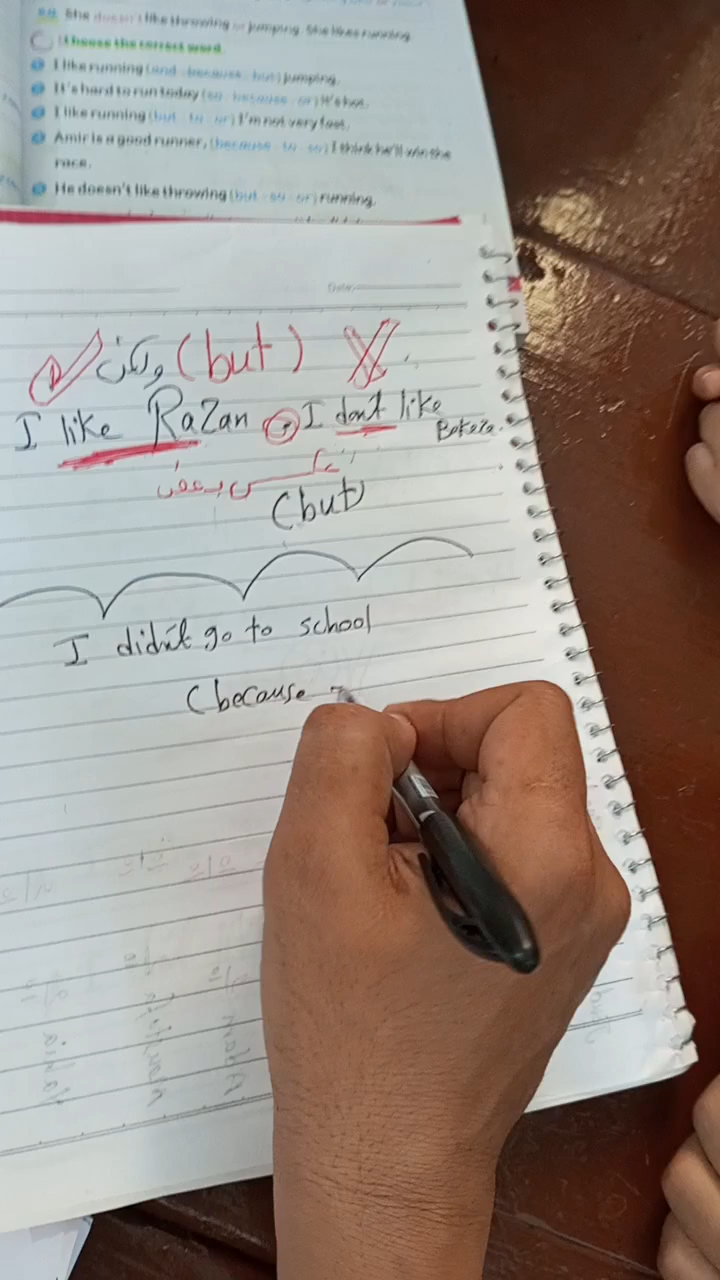 She doesn't like throwing or jumping. She likes running.
Choose the correct word.
I like running (and - because - but) jumping.
It's hard to run today (so - because - or) it's hot.
I like running (but - to - or) I'm not very fast.
Amir is a good runner, (because - to - so) I think he'll win the
race.
He doesn't like throwing (but - so - or) running.
Date:
ولكن (but)
I like Razan I don't like
(but)
I didn't go to school
(because